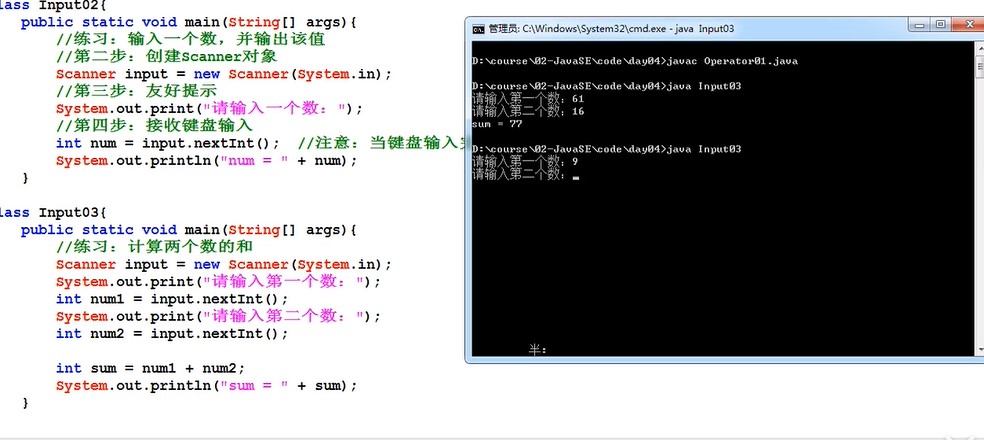 lass Input02{
public static void main(String[] args){
//练习：输入一个数，并输出该值
//第二步：创建Scanner对象
Scanner input = new Scanner(System.in);
//第三步：友好提示
System.out.print("请输入一个数：");
//第四步：接收键盘输入
int num = input.nextInt();  //注意：当键盘输入
System.out.println("num = " + num);
}
lass Input03{
public static void main(String[] args){
//练习：计算两个数的和
Scanner input = new Scanner(System.in);
System.out.print("请输入第一个数：");
int num1 = input.nextInt();
System.out.print("请输入第二个数：");
int num2 = input.nextInt();
int sum = num1 + num2;
System.out.println("sum = " + sum);
}
管理员: C:\Windows\System32\cmd.exe - java  Input03
D:\course\02-JavaSE\code\day04>javac Operator01.java
D:\course\02-JavaSE\code\day04>java Input03
请输入第一个数：61
请输入第二个数：16
sum = 77
D:\course\02-JavaSE\code\day04>java Input03
请输入第一个数：9
请输入第二个数：
半：